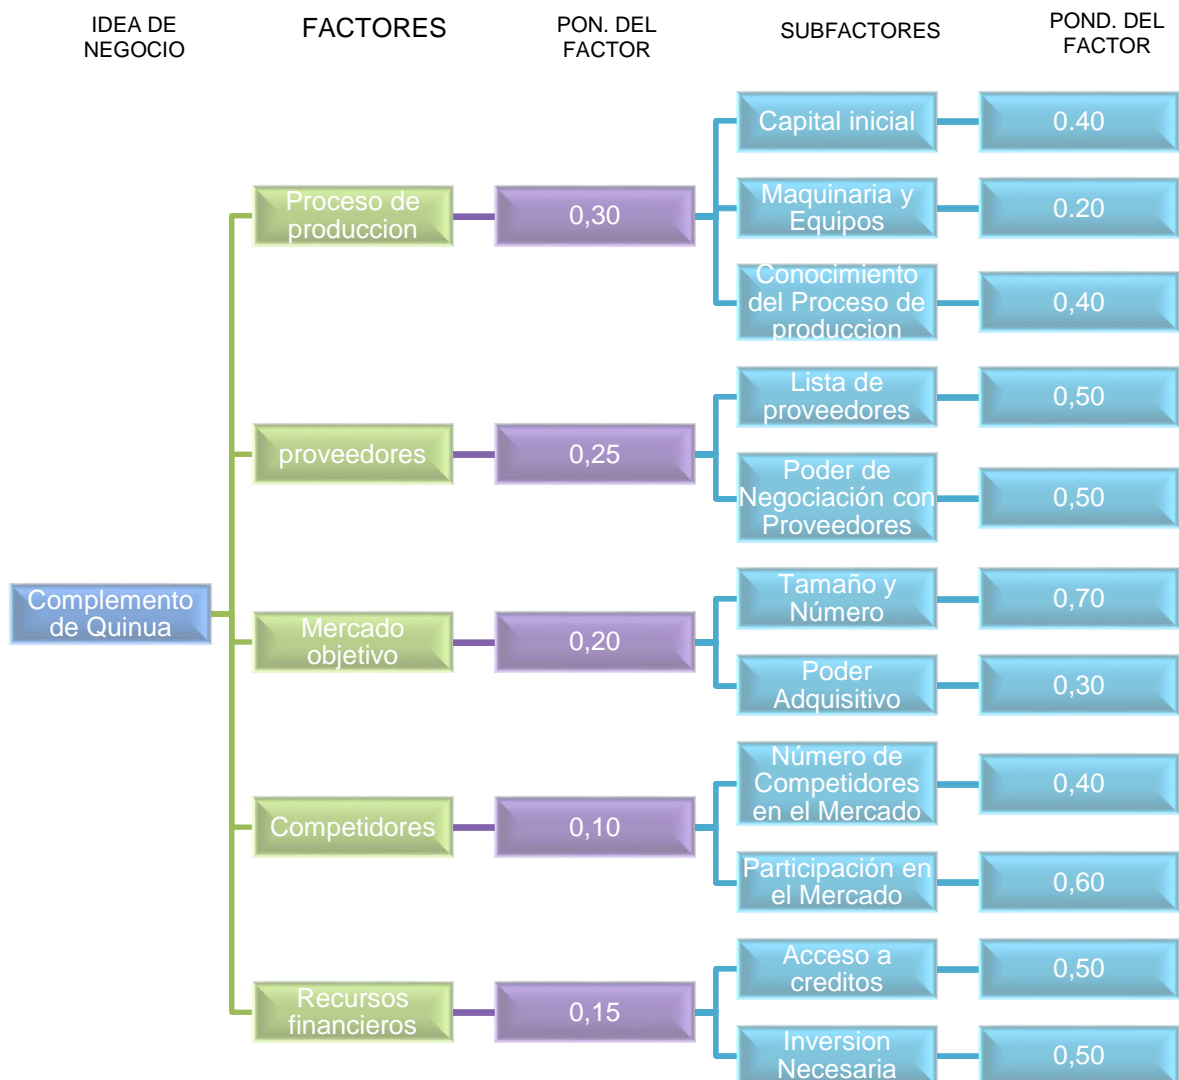 IDEA DE
NEGOCIO
FACTORES
PON. DEL
FACTOR
SUBFACTORES
POND. DEL
FACTOR
Complemento
de Quinua
Proceso de
produccion
0,30
Capital inicial
0.40
Maquinaria y
Equipos
0.20
Conocimiento
del Proceso de
produccion
0,40
proveedores
0,25
Lista de
proveedores
0,50
Poder de
Negociación con
Proveedores
0,50
Mercado
objetivo
0,20
Tamaño y
Número
0,70
Poder
Adquisitivo
0,30
Competidores
0,10
Número de
Competidores
en el Mercado
0,40
Participación en
el Mercado
0,60
Recursos
financieros
0,15
Acceso a
creditos
0,50
Inversion
Necesaria
0,50